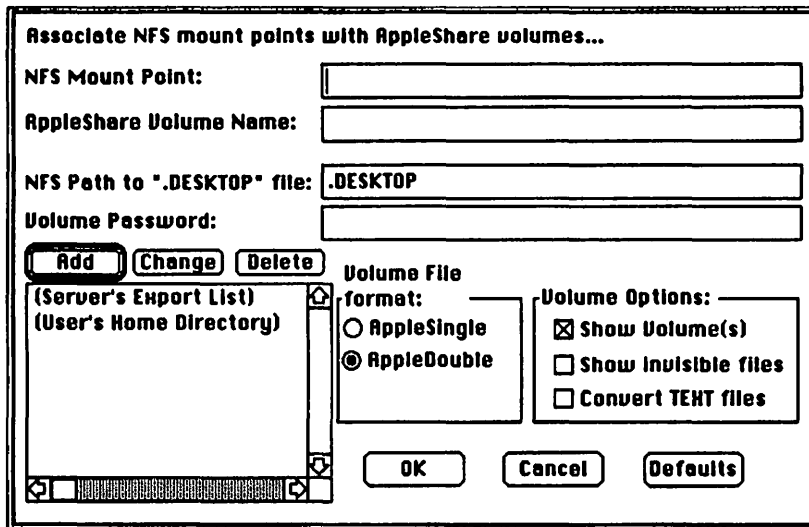 Associate NFS mount points with AppleShare volumes...
NFS Mount Point:
AppleShare Volume Name:
NFS Path to ".DESKTOP" file: .DESKTOP
Volume Password:
Add Change Delete
(Server's Export List)
(User's Home Directory)
Volume File
format:
AppleSingle
AppleDouble
Volume Options:
Show Volume(s)
Show invisible files
Convert TEXT files
OK Cancel Defaults